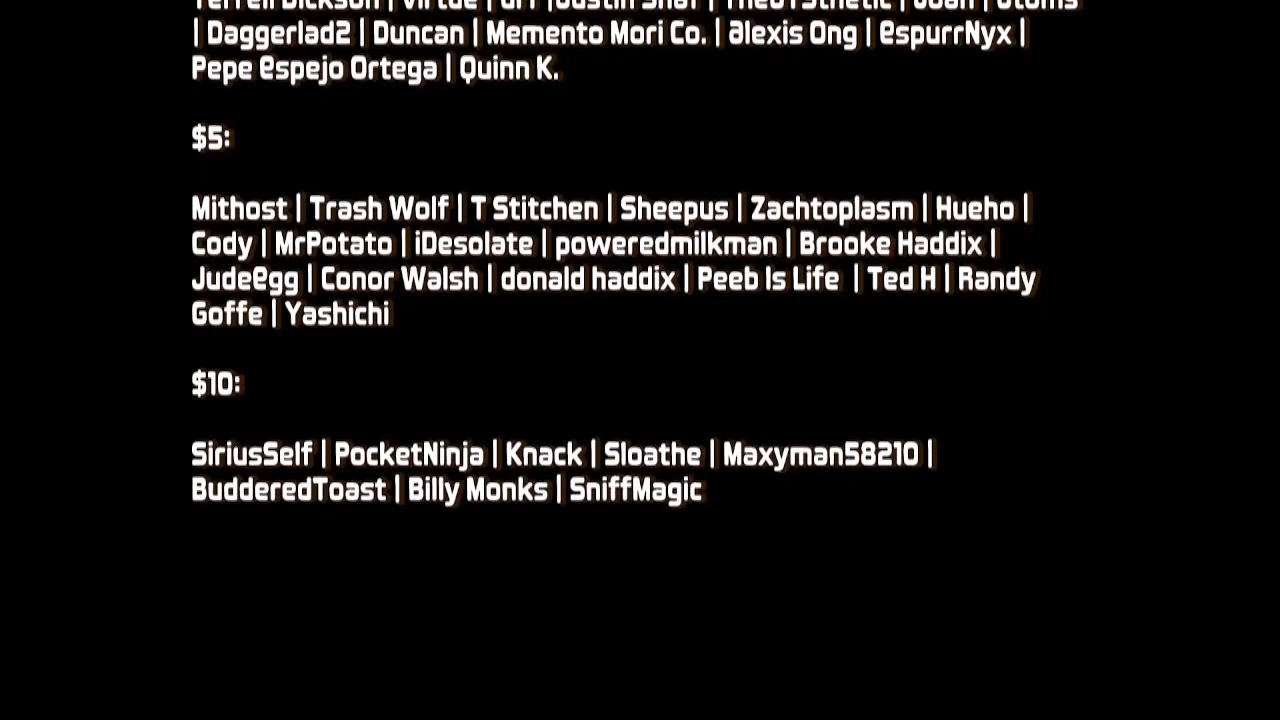 | Daggerlad2 | Duncan | Memento Mori Co. | Alexis Ong | EspurrNyx |
Pepe Espejo Ortega | Quinn K.
$5:
Mithost | Trash Wolf | T Stitchen | Sheepus | Zachtoplasm | Hueho |
Cody | MrPotato | iDesolate | poweredmilkman | Brooke Haddix |
JudeEgg | Conor Walsh | donald haddix | Peeb Is Life | Ted H | Randy
Goffe | Yashichi
$10:
SiriusSelf | PocketNinja | Knack | Sloathe | Maxyman58210 |
BudderedToast | Billy Monks | SniffMagic